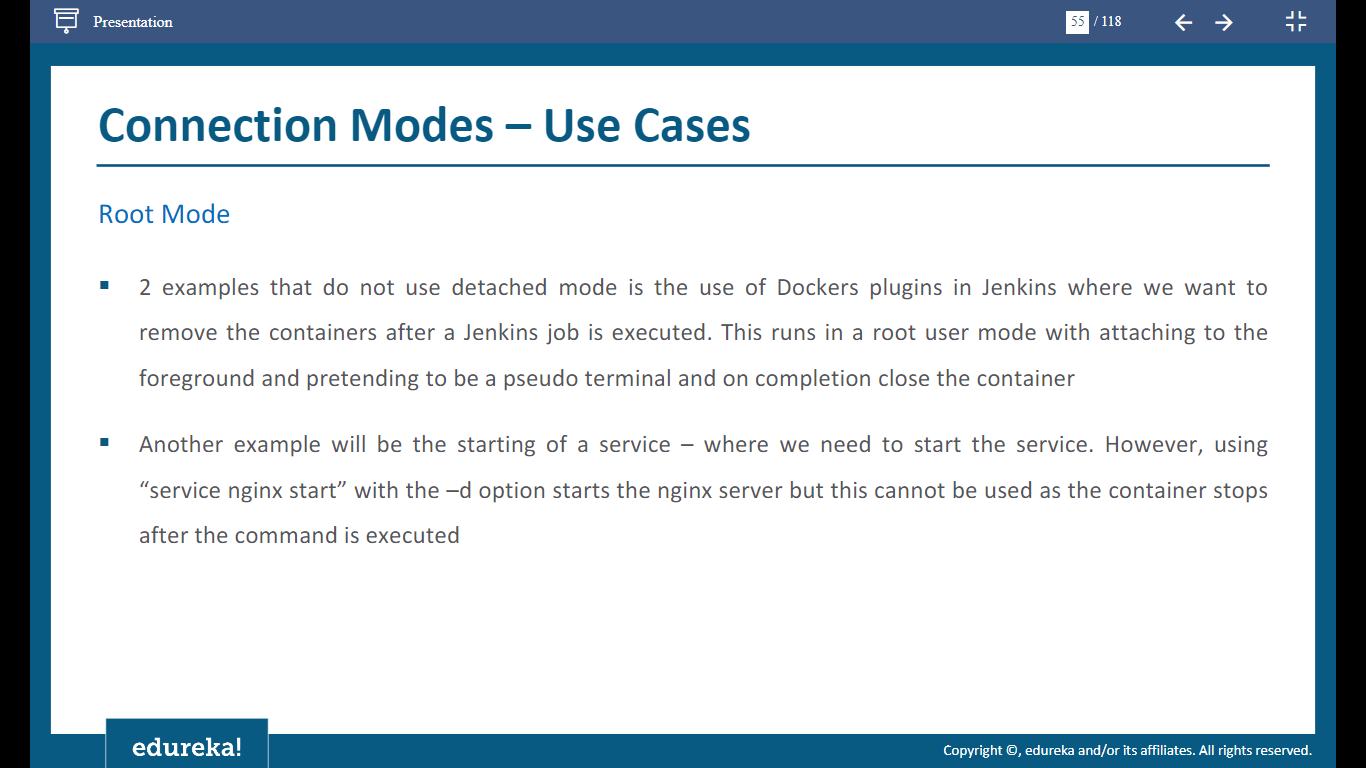 Presentation
55 / 118
Connection Modes – Use Cases
Root Mode
▪ 2 examples that do not use detached mode is the use of Dockers plugins in Jenkins where we want to
remove the containers after a Jenkins job is executed. This runs in a root user mode with attaching to the
foreground and pretending to be a pseudo terminal and on completion close the container
▪ Another example will be the starting of a service – where we need to start the service. However, using
“service nginx start” with the –d option starts the nginx server but this cannot be used as the container stops
after the command is executed
edureka!
Copyright ©, edureka and/or its affiliates. All rights reserved.